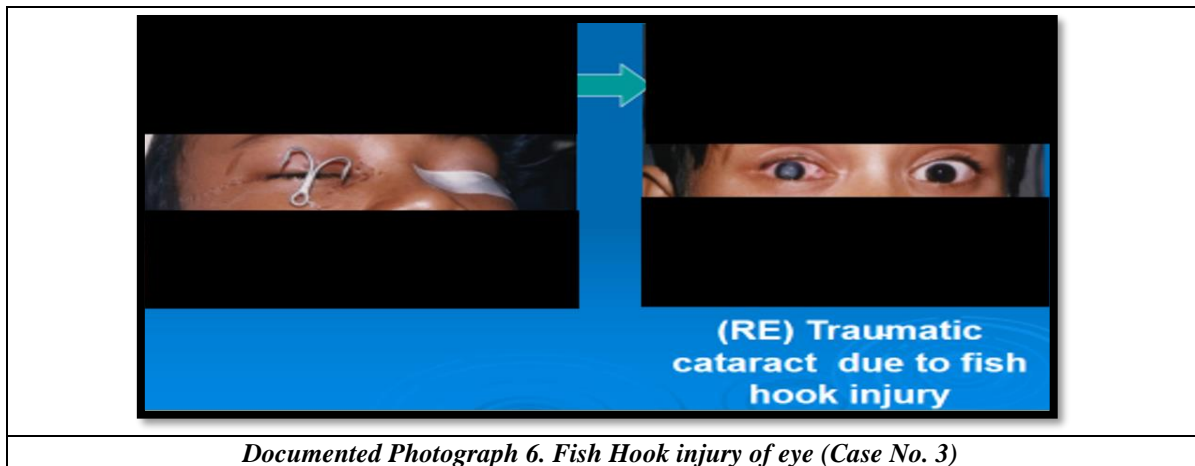 (RE) Traumatic
cataract due to fish
hook injury
Documented Photograph 6. Fish Hook injury of eye (Case No. 3)